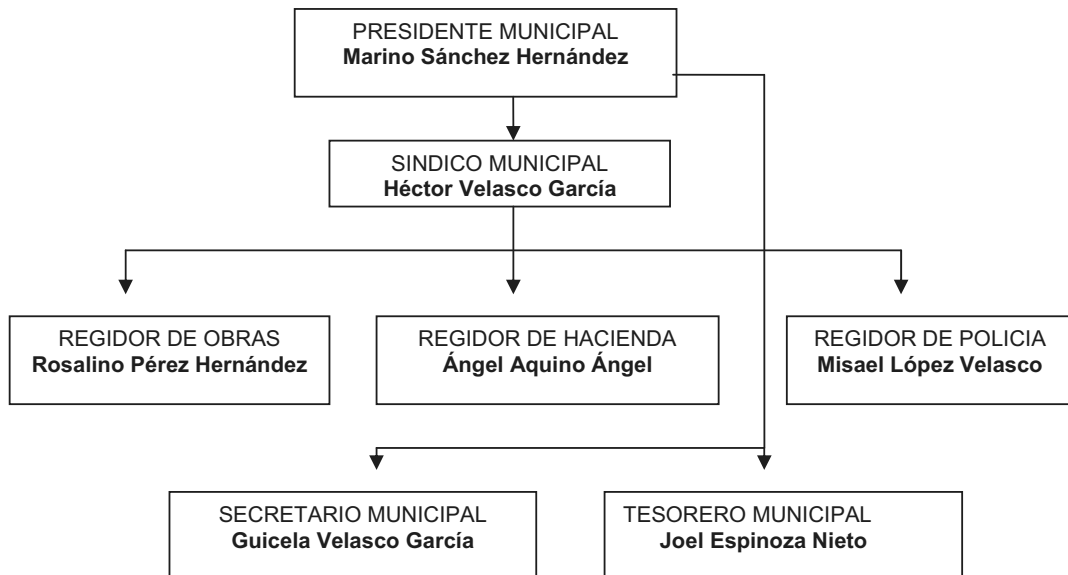 PRESIDENTE MUNICIPAL
Marino Sánchez Hernández
SINDICO MUNICIPAL
Héctor Velasco García
REGIDOR DE OBRAS
Rosalino Pérez Hernández
REGIDOR DE HACIENDA
Ángel Aquino Ángel
REGIDOR DE POLICIA
Misael López Velasco
SECRETARIO MUNICIPAL
Guicela Velasco García
TESORERO MUNICIPAL
Joel Espinoza Nieto